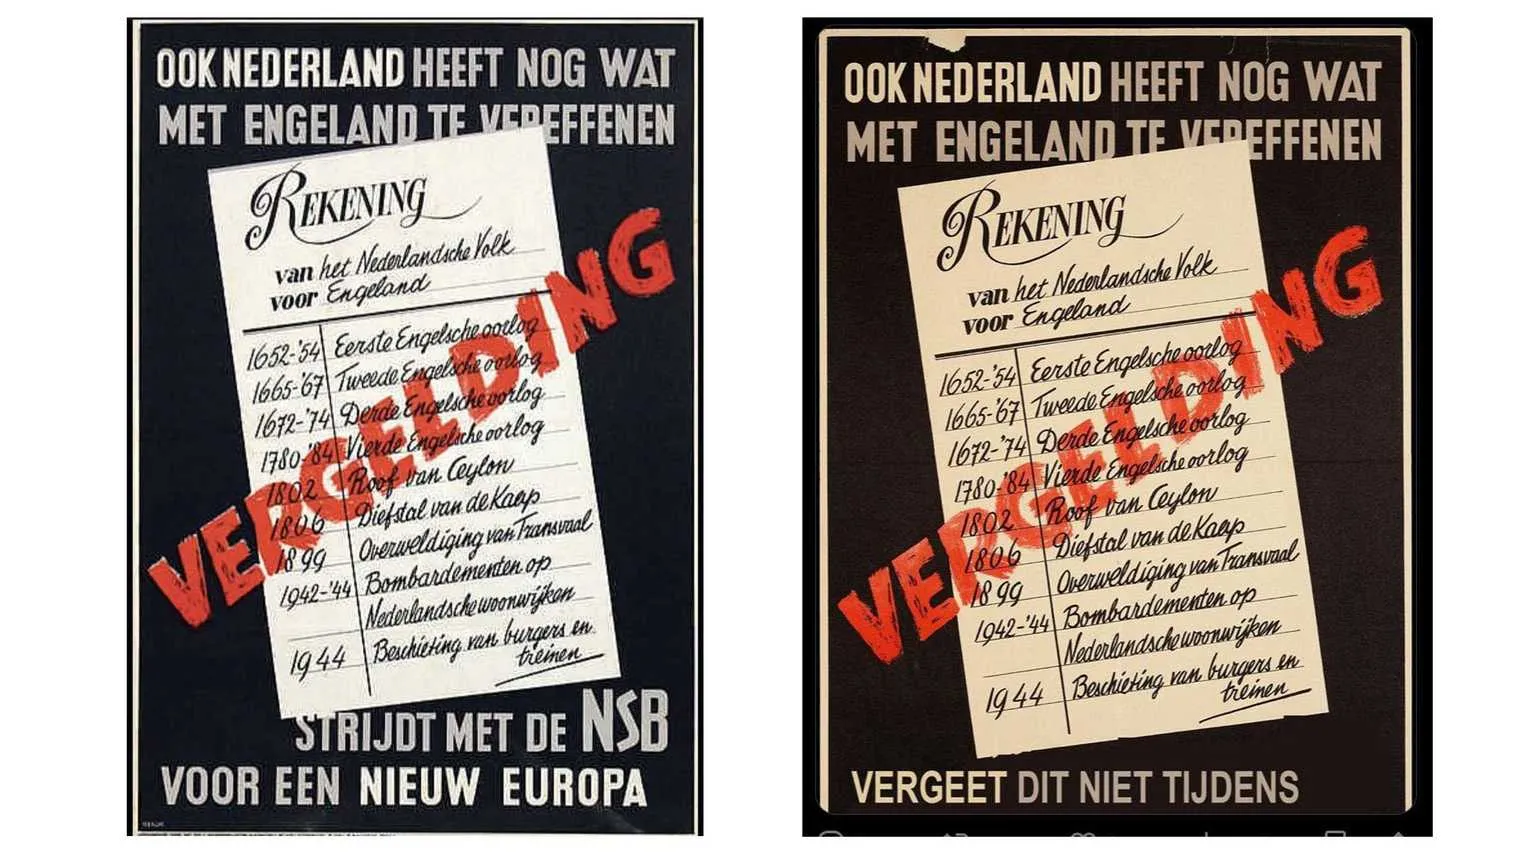 OOK NEDERLAND HEEFT NOG WAT
MET ENGELAND TE VEREFFENEN
REKENING
van het Nederlandsche Volk
voor Engeland
VERGELDING
1652-'54 Eerste Engelsche oorlog
1665-'67 Tweede Engelsche oorlog
1672-'74 Derde Engelsche oorlog
1780-'84 Vierde Engelsche oorlog
1802 Roof van Ceylon
1806 Diefstal van de Kaap
1899 Overweldiging van Transvaal
1942-'44 Bombardementen op
Nederlandsche woonwijken
1944 Beschieting van burgers en
treinen
STRIJDT MET DE NSB
VOOR EEN NIEUW EUROPA
OOK NEDERLAND HEEFT NOG WAT
MET ENGELAND TE VEREFFENEN
REKENING
van het Nederlandsche Volk
voor Engeland
VERGELDING
1652-'54 Eerste Engelsche oorlog
1665-'67 Tweede Engelsche oorlog
1672-'74 Derde Engelsche oorlog
1780-'84 Vierde Engelsche oorlog
1802 Roof van Ceylon
1806 Diefstal van de Kaap
1899 Overweldiging van Transvaal
1942-'44 Bombardementen op
Nederlandsche woonwijken
1944 Beschieting van burgers en
treinen
VERGEET DIT NIET TIJDENS